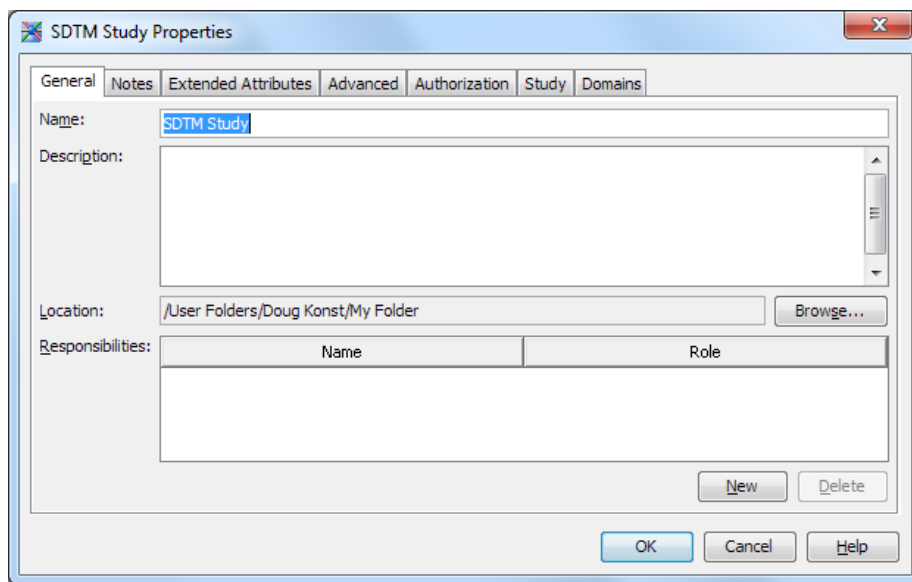 SDTM Study Properties
General Notes Extended Attributes Advanced Authorization Study Domains
Name: SDTM Study
Description:
Location: /User Folders/Doug Konst/My Folder Browse...
Responsibilities: Name Role
New Delete
OK Cancel Help